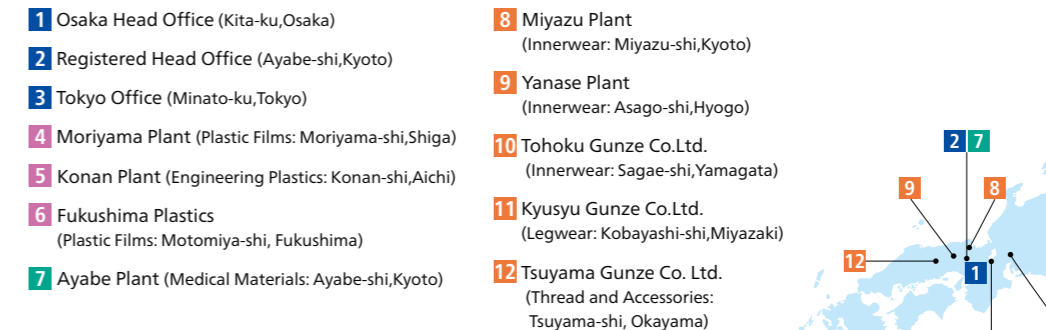 1 Osaka Head Office (Kita-ku,Osaka)
2 Registered Head Office (Ayabe-shi,Kyoto)
3 Tokyo Office (Minato-ku,Tokyo)
4 Moriyama Plant (Plastic Films: Moriyama-shi,Shiga)
5 Konan Plant (Engineering Plastics: Konan-shi,Aichi)
6 Fukushima Plastics
(Plastic Films: Motomiya-shi, Fukushima)
7 Ayabe Plant (Medical Materials: Ayabe-shi,Kyoto)
8 Miyazu Plant
(Innerwear: Miyazu-shi,Kyoto)
9 Yanase Plant
(Innerwear: Asago-shi,Hyogo)
10 Tohoku Gunze Co.Ltd.
(Innerwear: Sagae-shi,Yamagata)
11 Kyusyu Gunze Co.Ltd.
(Legwear: Kobayashi-shi,Miyazaki)
12 Tsuyama Gunze Co. Ltd.
(Thread and Accessories:
Tsuyama-shi, Okayama)
2 7
9 8
12
1